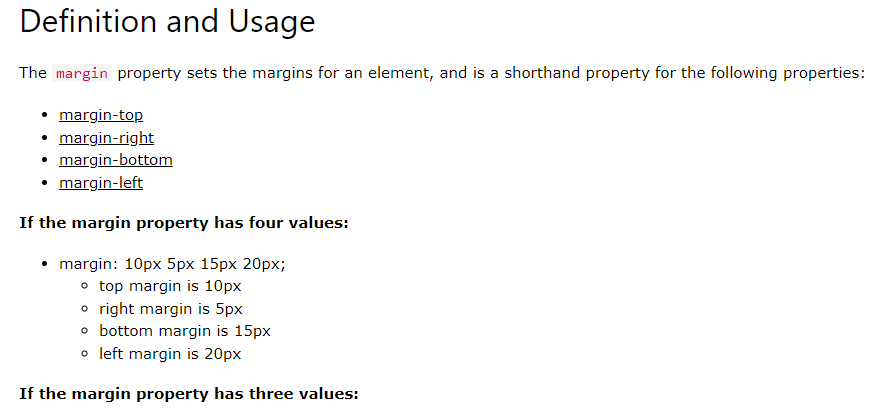 Definition and Usage
The margin property sets the margins for an element, and is a shorthand property for the following properties:
• margin-top
• margin-right
• margin-bottom
• margin-left
If the margin property has four values:
• margin: 10px 5px 15px 20px;
◦ top margin is 10px
◦ right margin is 5px
◦ bottom margin is 15px
◦ left margin is 20px
If the margin property has three values: